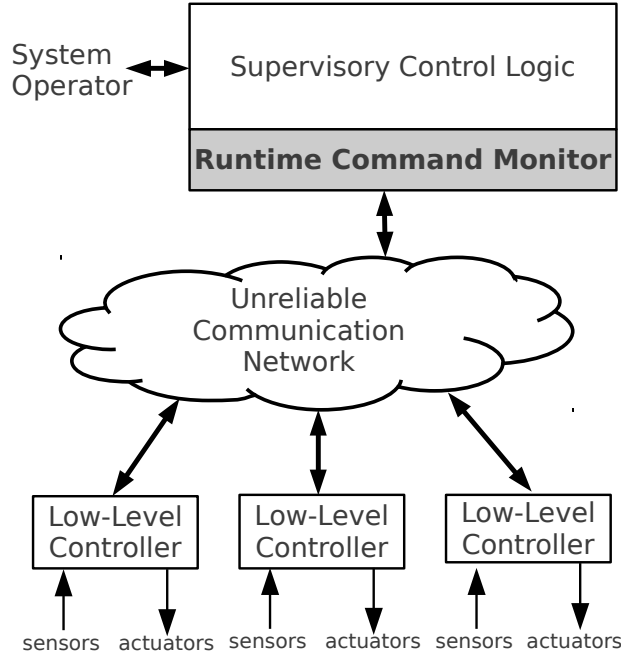 System
Operator
Supervisory Control Logic
Runtime Command Monitor
Unreliable
Communication
Network
Low-Level
Controller
Low-Level
Controller
Low-Level
Controller
sensors
actuators
sensors
actuators
sensors
actuators